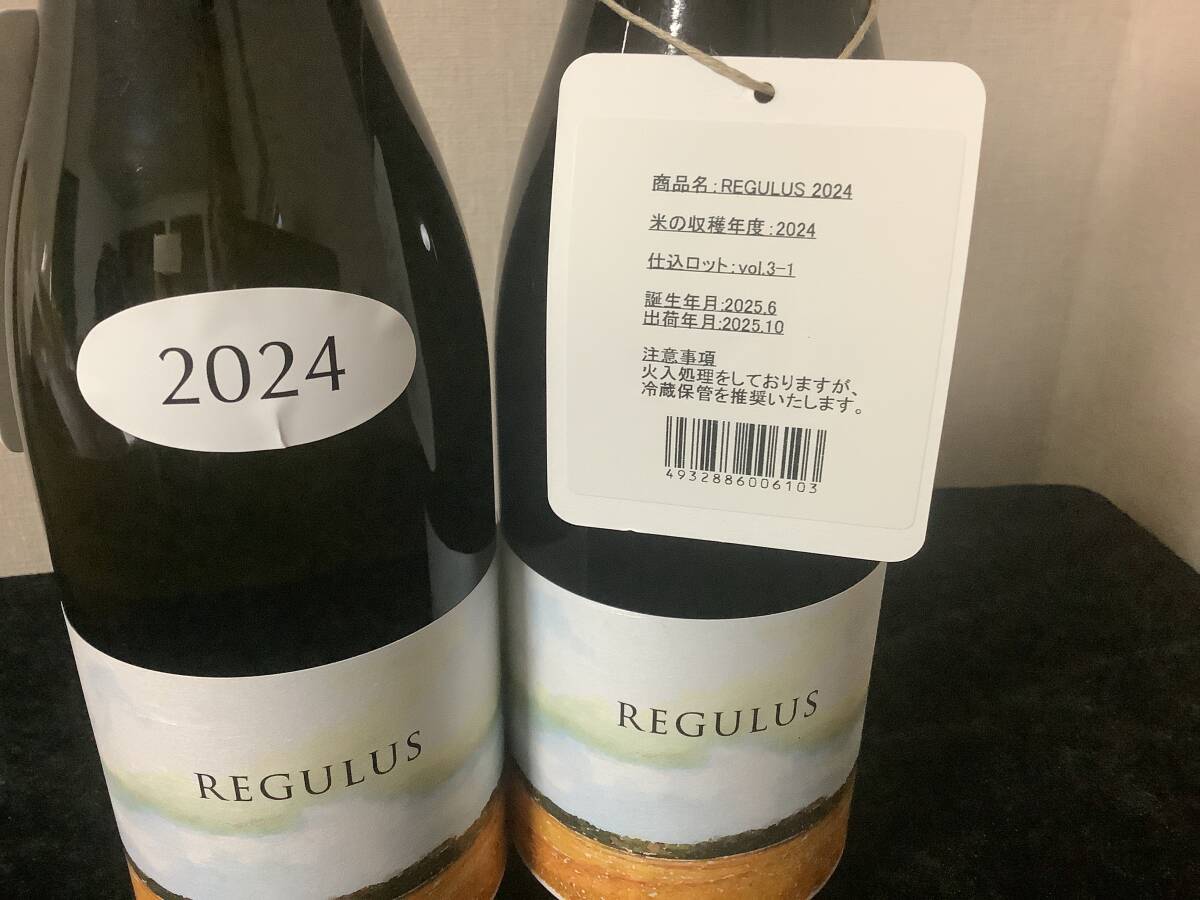 2024
REGULUS
商品名:REGULUS 2024
米の収穫年度:2024
仕込ロット:vol.3-1
誕生年月:2025.6
出荷年月:2025.10
注意事項
火入処理をしておりますが、
冷蔵保管を推奨いたします。
4932886006103
REGULUS